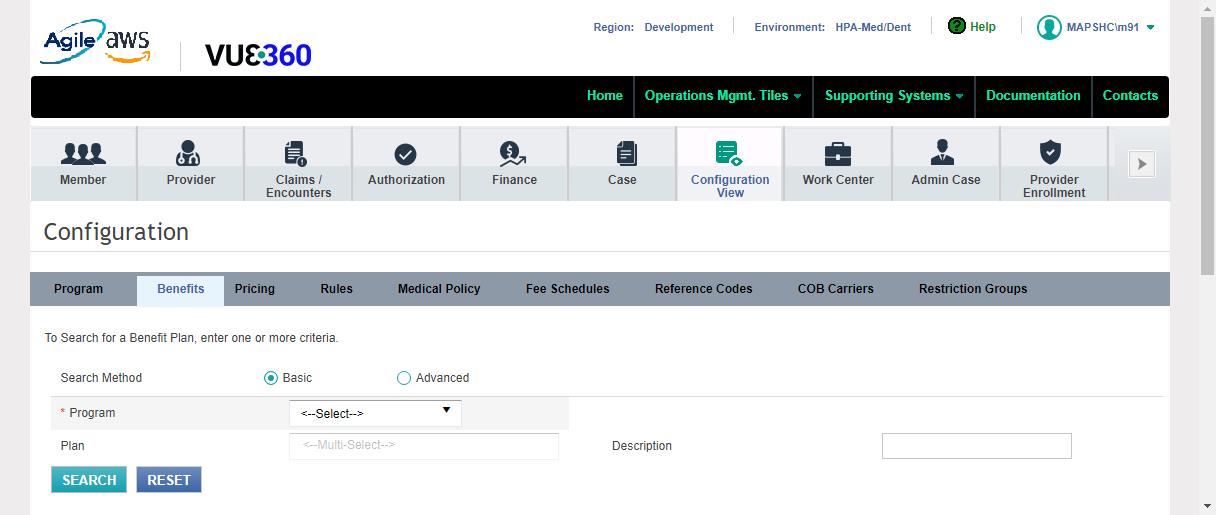 Agile aws
VUE360
Region: Development
Environment: HPA-Med/Dent
? Help
MAPSHC\m91
Home
Operations Mgmt. Tiles
Supporting Systems
Documentation
Contacts
Member
Provider
Claims /
Encounters
Authorization
Finance
Case
Configuration
View
Work Center
Admin Case
Provider
Enrollment
Configuration
Program
Benefits
Pricing
Rules
Medical Policy
Fee Schedules
Reference Codes
COB Carriers
Restriction Groups
To Search for a Benefit Plan, enter one or more criteria.
Search Method
Basic
Advanced
* Program
<--Select-->
Plan
<--Multi-Select-->
Description
SEARCH
RESET